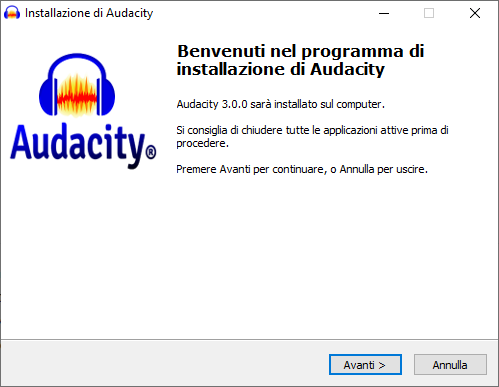 Installazione di Audacity
Benvenuti nel programma di
installazione di Audacity
Audacity®
Audacity 3.0.0 sarà installato sul computer.
Si consiglia di chiudere tutte le applicazioni attive prima di
procedere.
Premere Avanti per continuare, o Annulla per uscire.
Avanti >
Annulla